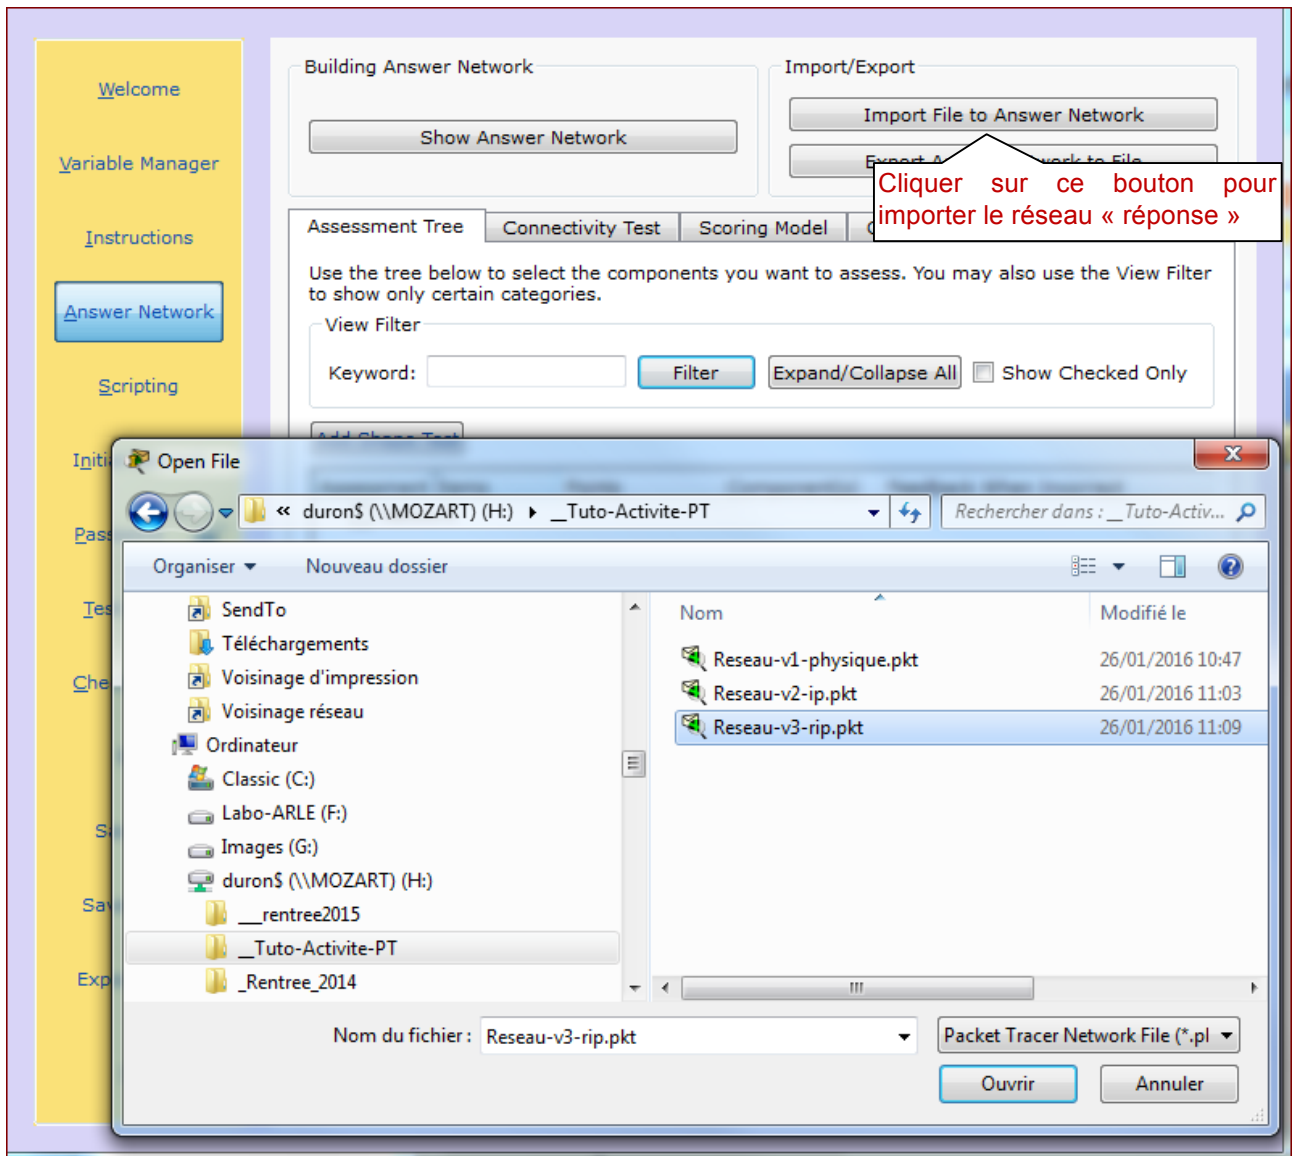 Welcome
Variable Manager
Instructions
Answer Network
Scripting
Building Answer Network
Show Answer Network
Import/Export
Import File to Answer Network
Cliquer sur ce bouton pour
importer le réseau « réponse »
Assessment Tree
Connectivity Test
Scoring Model
Use the tree below to select the components you want to assess. You may also use the View Filter
to show only certain categories.
View Filter
Keyword:
Filter
Expand/Collapse All
Show Checked Only
Open File
« duron$ (\\MOZART) (H:) ▸ __Tuto-Activite-PT
Rechercher dans : __Tuto-Activ...
Organiser
Nouveau dossier
SendTo
Téléchargements
Voisinage d'impression
Voisinage réseau
Ordinateur
Classic (C:)
Labo-ARLE (F:)
Images (G:)
duron$ (\\MOZART) (H:)
___rentree2015
__Tuto-Activite-PT
_Rentree_2014
Nom
Modifié le
Reseau-v1-physique.pkt
26/01/2016 10:47
Reseau-v2-ip.pkt
26/01/2016 11:03
Reseau-v3-rip.pkt
26/01/2016 11:09
Nom du fichier :
Reseau-v3-rip.pkt
Packet Tracer Network File (*.pl
Ouvrir
Annuler